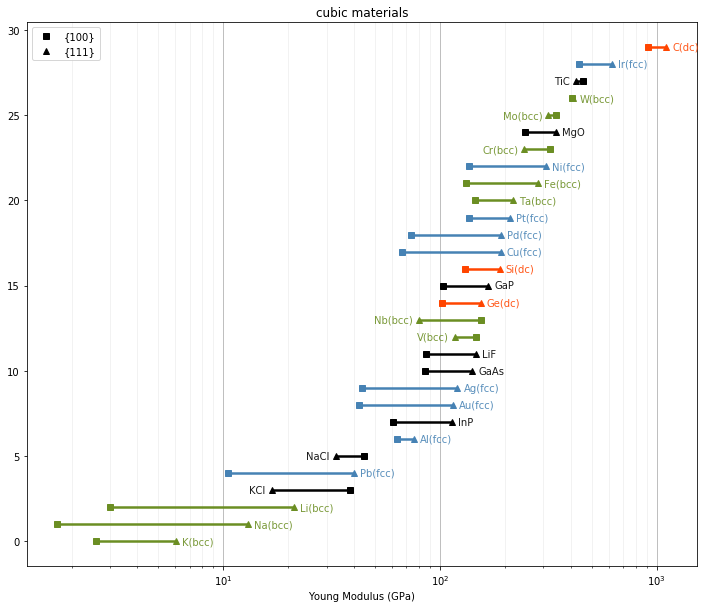 cubic materials
{100}
{111}
30
25
20
15
10
5
0
C(dc)
Ir(fcc)
TiC
W(bcc)
Mo(bcc)
MgO
Cr(bcc)
Ni(fcc)
Fe(bcc)
Ta(bcc)
Pt(fcc)
Pd(fcc)
Cu(fcc)
Si(dc)
GaP
Ge(dc)
Nb(bcc)
V(bcc)
LiF
GaAs
Ag(fcc)
Au(fcc)
InP
Al(fcc)
NaCl
Pb(fcc)
KCl
Li(bcc)
Na(bcc)
K(bcc)
10¹ 10² 10³
Young Modulus (GPa)